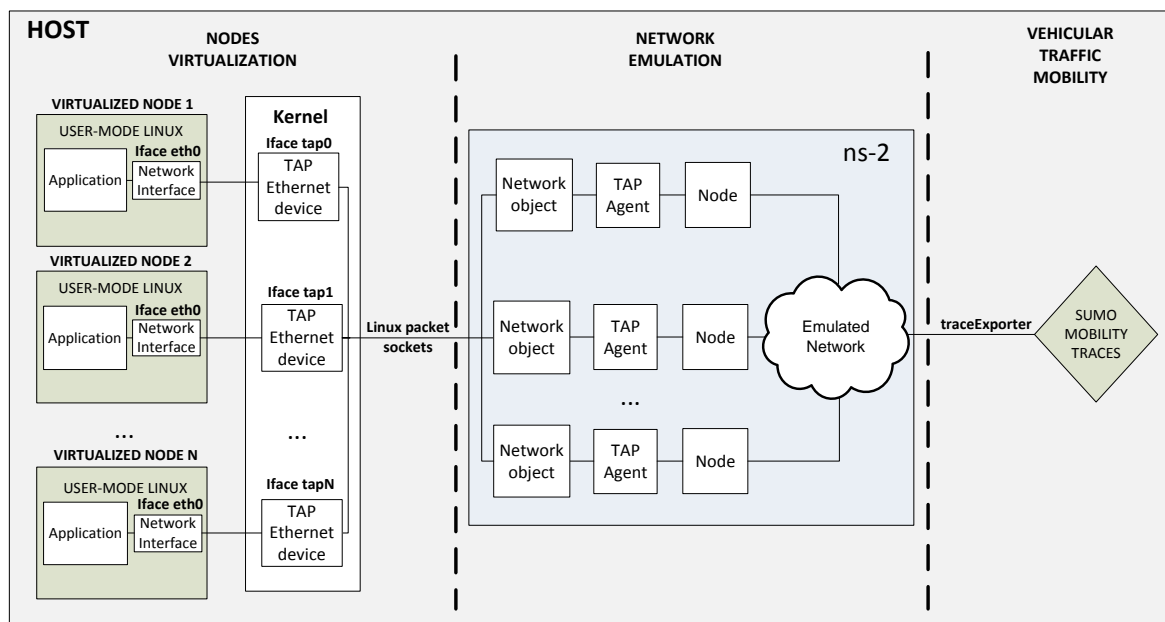 HOST
NODES
VIRTUALIZATION
NETWORK
EMULATION
VEHICULAR
TRAFFIC
MOBILITY
VIRTUALIZED NODE 1
USER-MODE LINUX
Iface eth0
Application
Network
Interface
Kernel
Iface tap0
TAP
Ethernet
device
VIRTUALIZED NODE 2
USER-MODE LINUX
Iface eth0
Application
Network
Interface
Iface tap1
TAP
Ethernet
device
...
VIRTUALIZED NODE N
USER-MODE LINUX
Iface eth0
Application
Network
Interface
...
Iface tapN
TAP
Ethernet
device
Linux packet
sockets
ns-2
Network
object
TAP
Agent
Node
Network
object
TAP
Agent
Node
...
Network
object
TAP
Agent
Node
Emulated
Network
traceExporter
SUMO
MOBILITY
TRACES